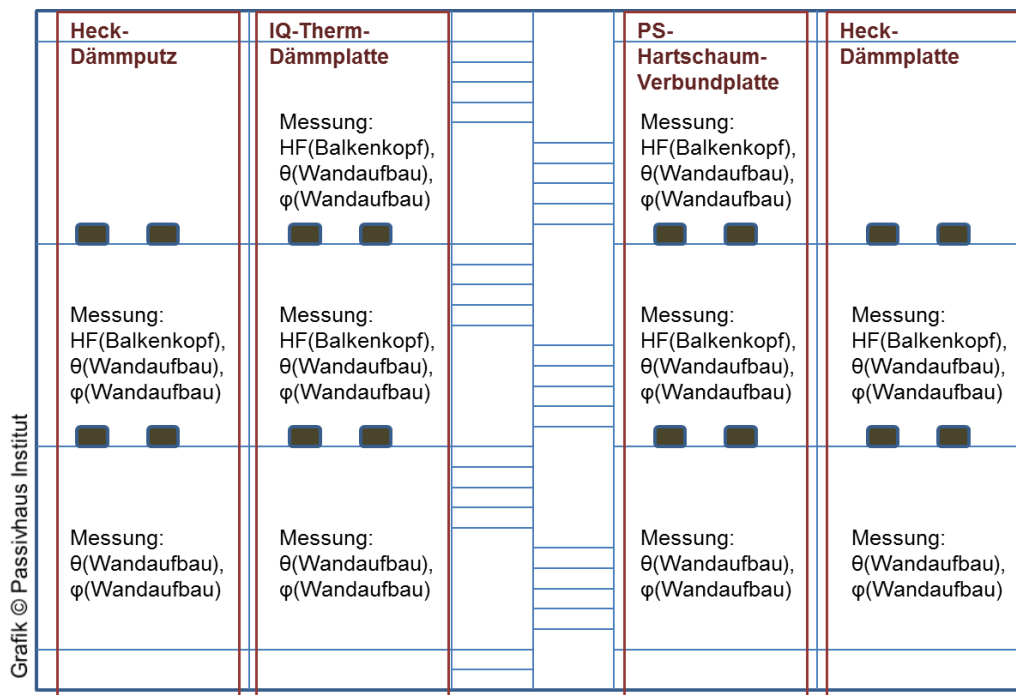 Heck-
Dämmputz
IQ-Therm-
Dämmplatte
PS-
Hartschaum-
Verbundplatte
Heck-
Dämmplatte
Messung:
HF(Balkenkopf),
θ(Wandaufbau),
φ(Wandaufbau)
Messung:
HF(Balkenkopf),
θ(Wandaufbau),
φ(Wandaufbau)
Messung:
HF(Balkenkopf),
θ(Wandaufbau),
φ(Wandaufbau)
Messung:
HF(Balkenkopf),
θ(Wandaufbau),
φ(Wandaufbau)
Messung:
HF(Balkenkopf),
θ(Wandaufbau),
φ(Wandaufbau)
Messung:
HF(Balkenkopf),
θ(Wandaufbau),
φ(Wandaufbau)
Messung:
θ(Wandaufbau),
φ(Wandaufbau)
Messung:
θ(Wandaufbau),
φ(Wandaufbau)
Messung:
θ(Wandaufbau),
φ(Wandaufbau)
Messung:
θ(Wandaufbau),
φ(Wandaufbau)
Grafik © Passivhaus Institut